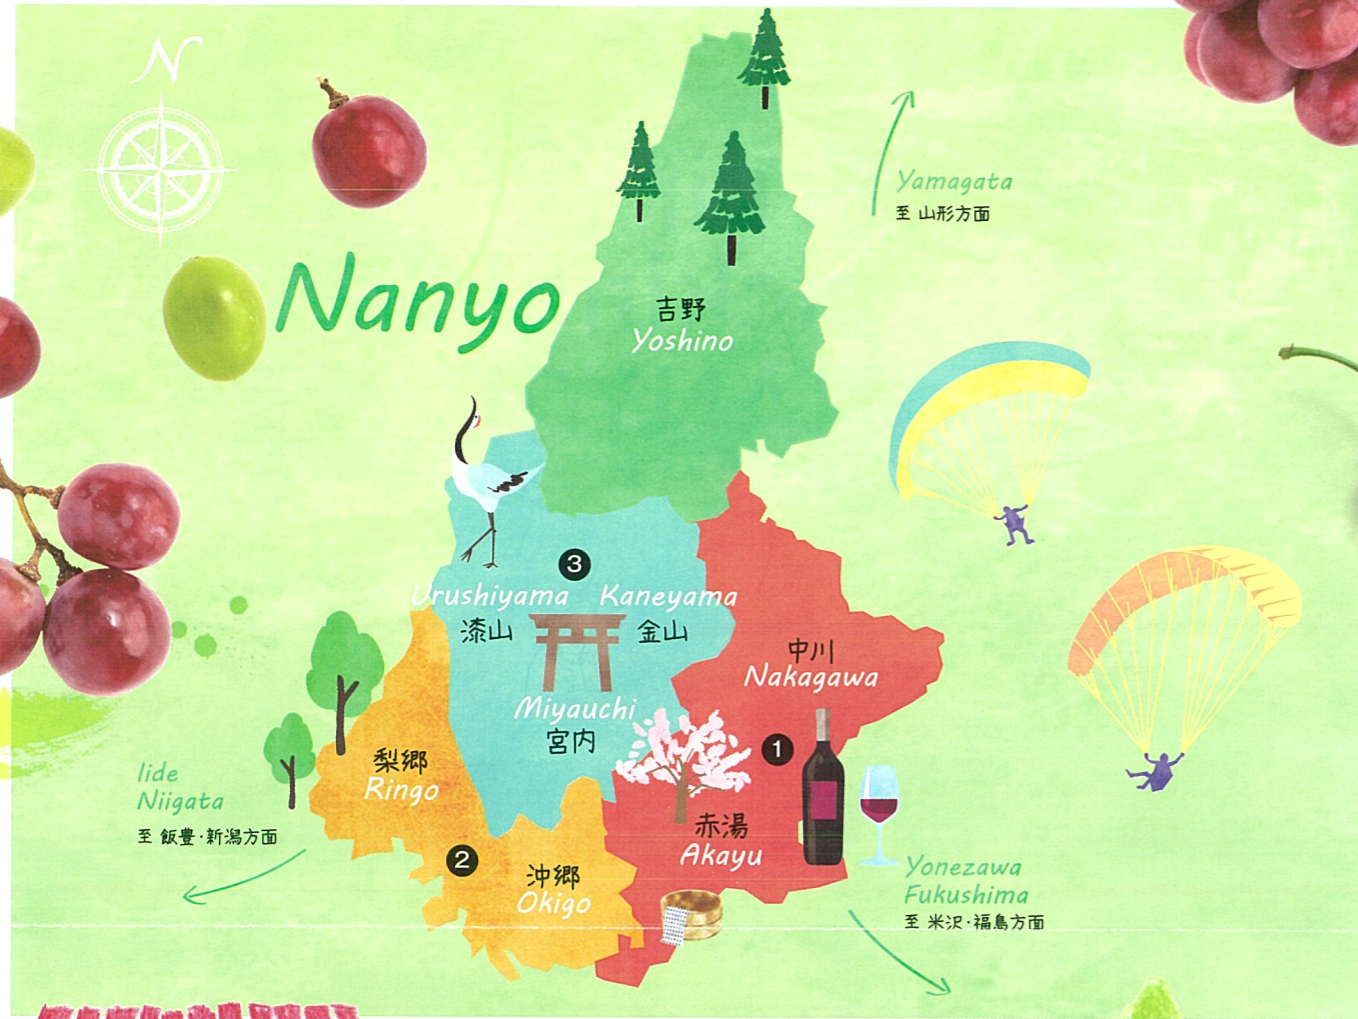 N
Yamagata
至 山形方面
Nanyo
吉野
Yoshino
3
Urushiyama Kaneyama
漆山 金山
中川
Nakagawa
Miyauchi
宮内
1
梨郷
Ringo
Iide
Niigata
至 飯豊·新潟方面
赤湯
Akayu
2
沖郷
Okigo
Yonezawa
Fukushima
至 米沢·福島方面